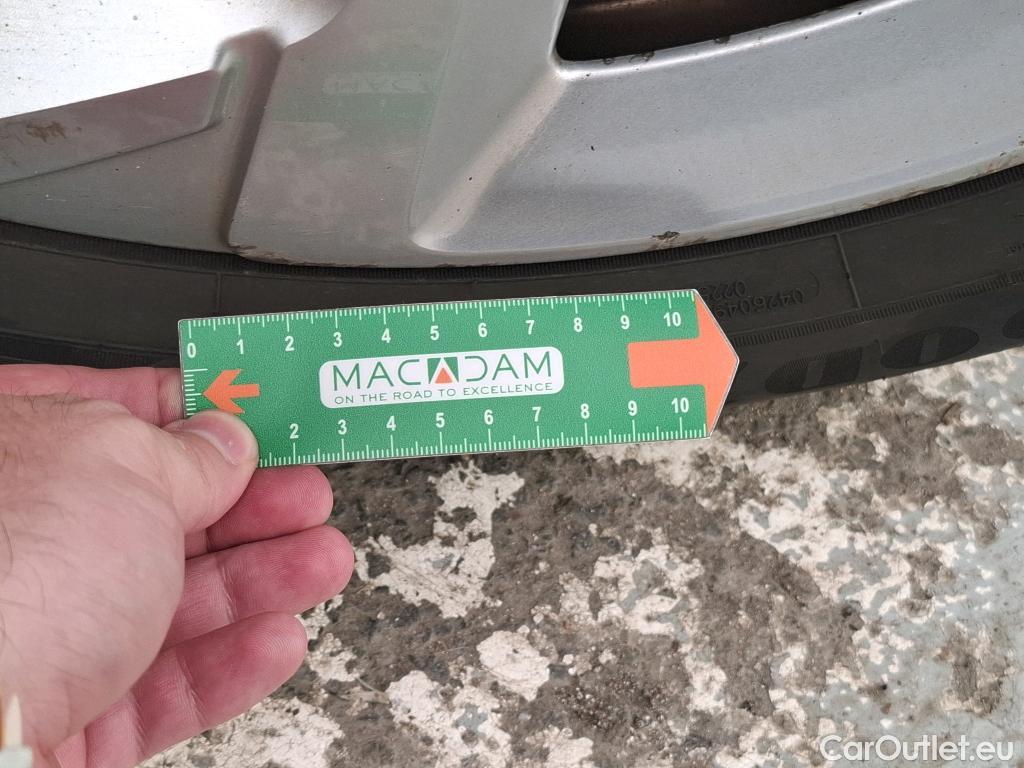 0 1 2 3 4 5 6 7 8 9 10
MACADAM
ON THE ROAD TO EXCELLENCE
2 3 4 5 6 7 8 9 10
CarOutlet.eu